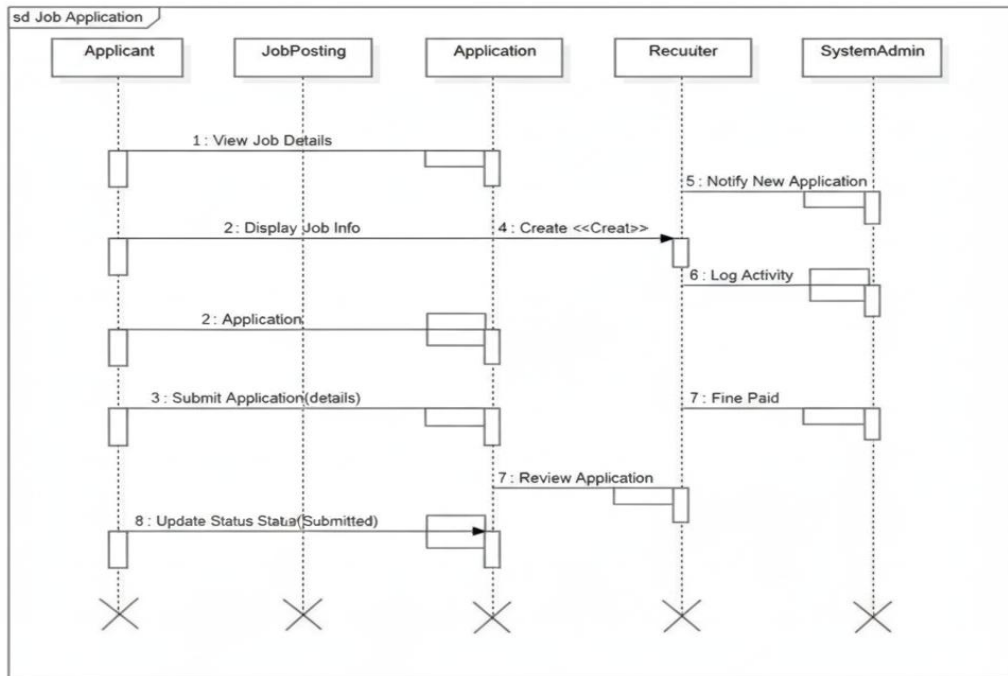 sd Job Application
Applicant
JobPosting
Application
Recuuter
SystemAdmin
1 : View Job Details
5 : Notify New Application
2 : Display Job Info
4 : Create <<Creat>>
6 : Log Activity
2 : Application
3 : Submit Application(details)
7 : Fine Paid
7 : Review Application
8 : Update Status Status(Submitted)